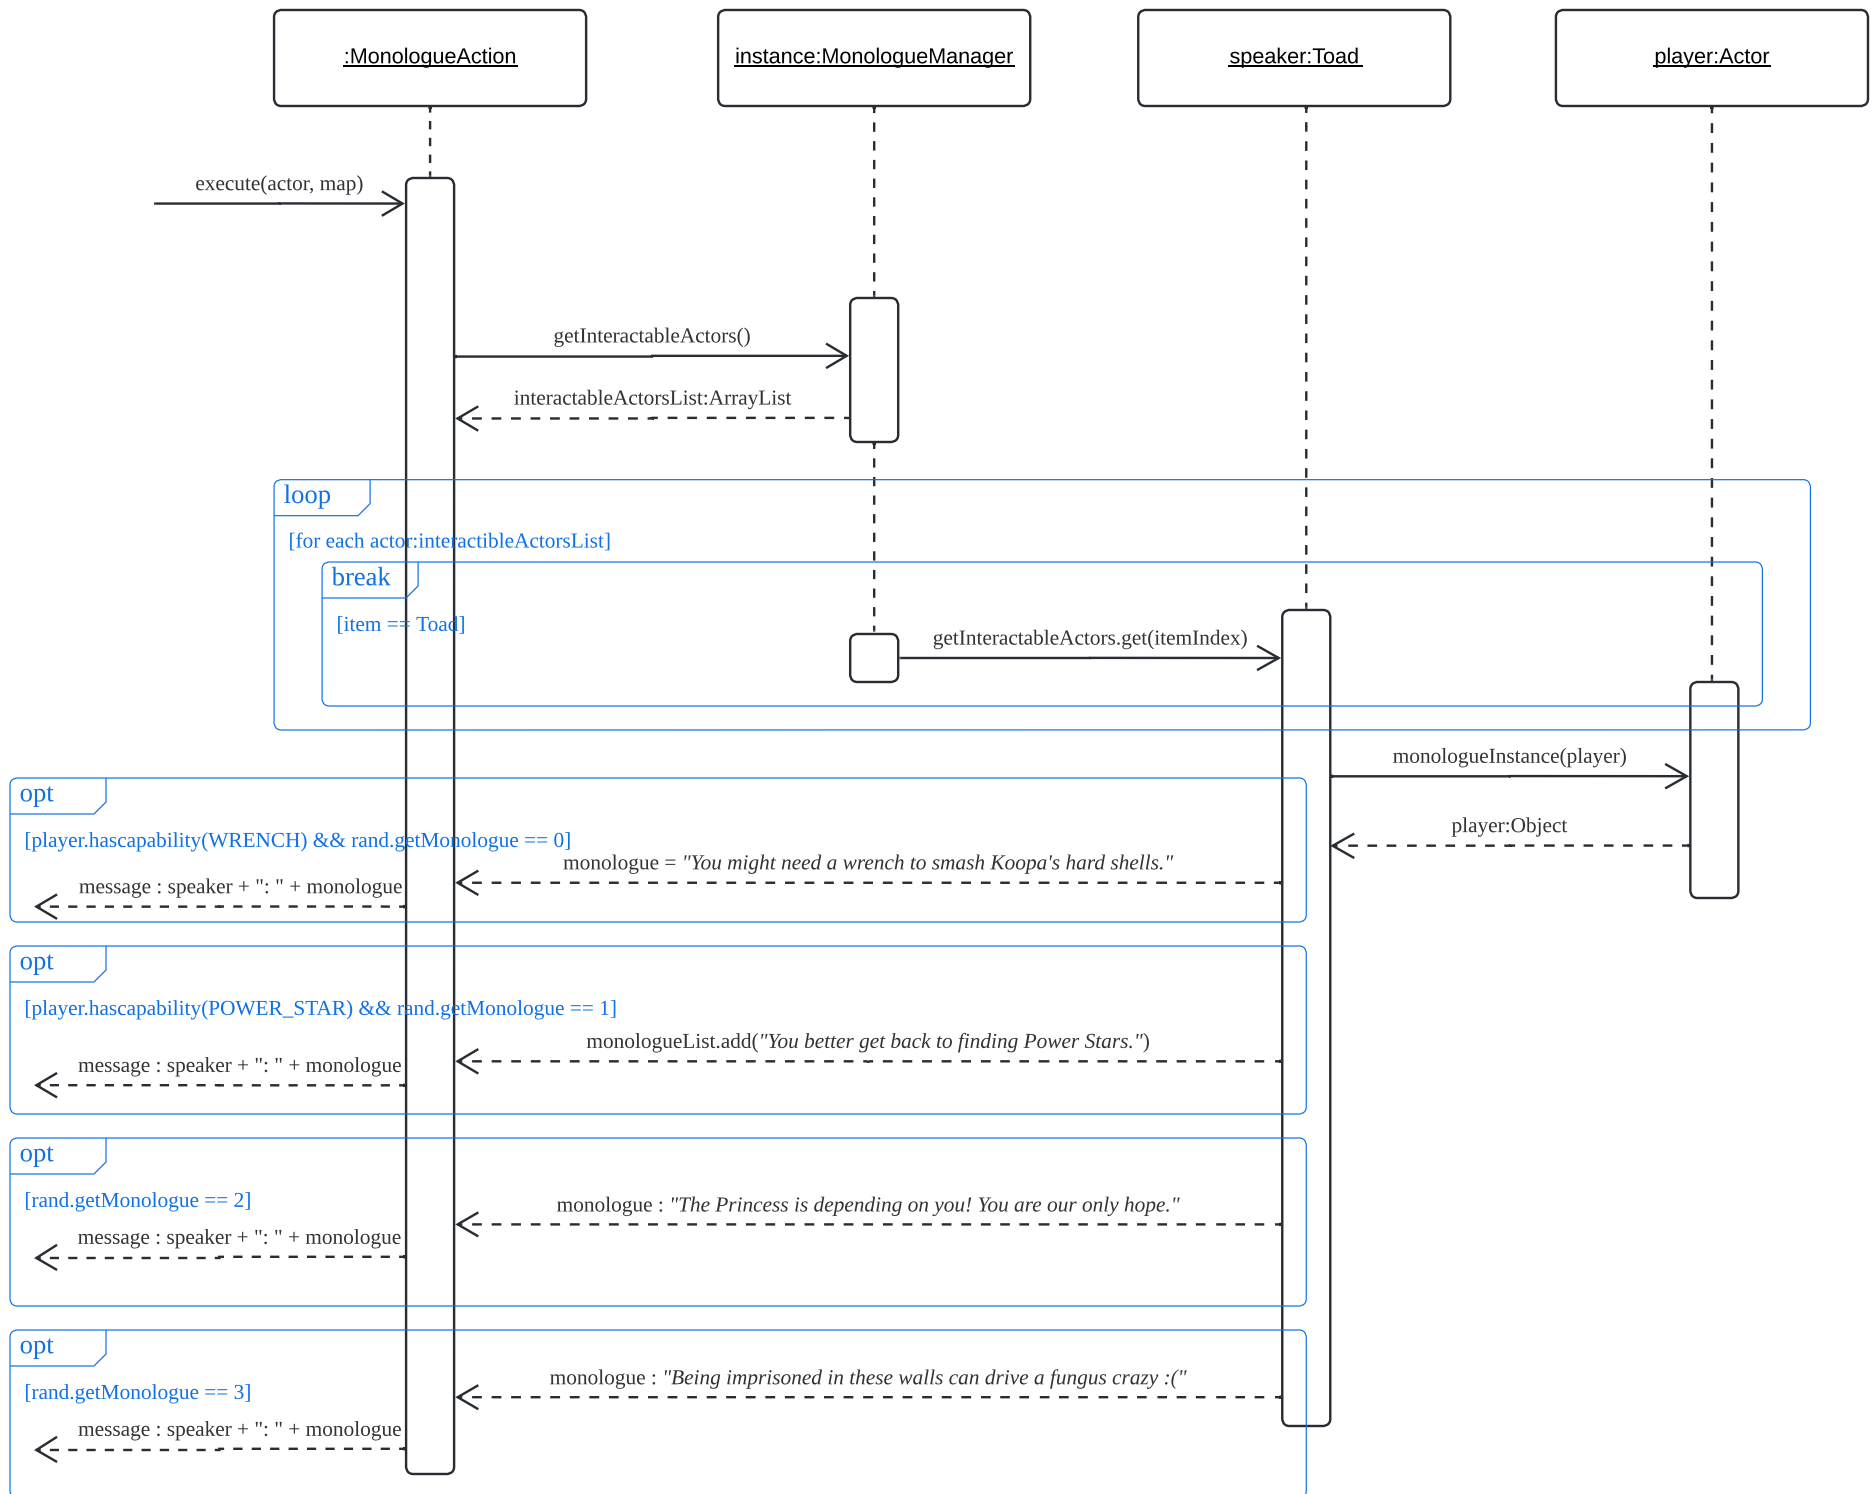 :MonologueAction
instance:MonologueManager
speaker:Toad
player:Actor
execute(actor, map)
getInteractableActors()
interactableActorsList:ArrayList
loop
[for each actor:interactibleActorsList]
break
[item == Toad]
getInteractableActors.get(itemIndex)
monologueInstance(player)
player:Object
opt
[player.hascapability(WRENCH) && rand.getMonologue == 0]
monologue = "You might need a wrench to smash Koopa's hard shells."
message : speaker + ": " + monologue
opt
[player.hascapability(POWER_STAR) && rand.getMonologue == 1]
monologueList.add("You better get back to finding Power Stars.")
message : speaker + ": " + monologue
opt
[rand.getMonologue == 2]
monologue : "The Princess is depending on you! You are our only hope."
message : speaker + ": " + monologue
opt
[rand.getMonologue == 3]
monologue : "Being imprisoned in these walls can drive a fungus crazy :("
message : speaker + ": " + monologue